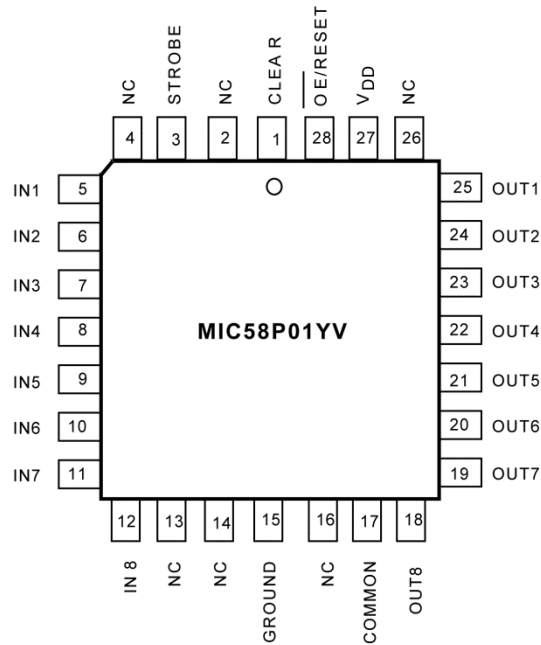 NC
STROBE
NC
CLEAR
OE/RESET
VDD
NC
4
3
2
1
28
27
26
IN1 5
25 OUT1
IN2 6
24 OUT2
IN3 7
23 OUT3
IN4 8
MIC58P01YV
22 OUT4
IN5 9
21 OUT5
IN6 10
20 OUT6
IN7 11
19 OUT7
12
13
14
15
16
17
18
IN 8
NC
NC
GROUND
NC
COMMON
OUT8